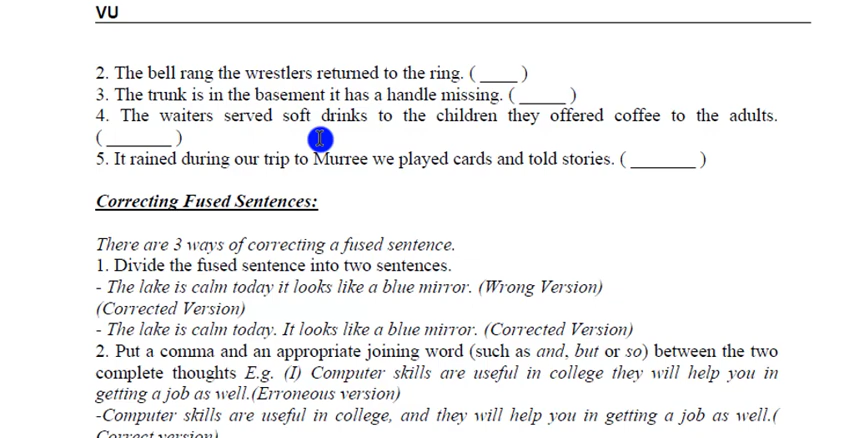 VU
2. The bell rang the wrestlers returned to the ring. ( ____ )
3. The trunk is in the basement it has a handle missing. ( _____ )
4. The waiters served soft drinks to the children they offered coffee to the adults.
( _______ )
5. It rained during our trip to Murree we played cards and told stories. ( _______ )
Correcting Fused Sentences:
There are 3 ways of correcting a fused sentence.
1. Divide the fused sentence into two sentences.
- The lake is calm today it looks like a blue mirror. (Wrong Version)
(Corrected Version)
- The lake is calm today. It looks like a blue mirror. (Corrected Version)
2. Put a comma and an appropriate joining word (such as and, but or so) between the two
complete thoughts E.g. (I) Computer skills are useful in college they will help you in
getting a job as well.(Erroneous version)
-Computer skills are useful in college, and they will help you in getting a job as well.(
Correct version)